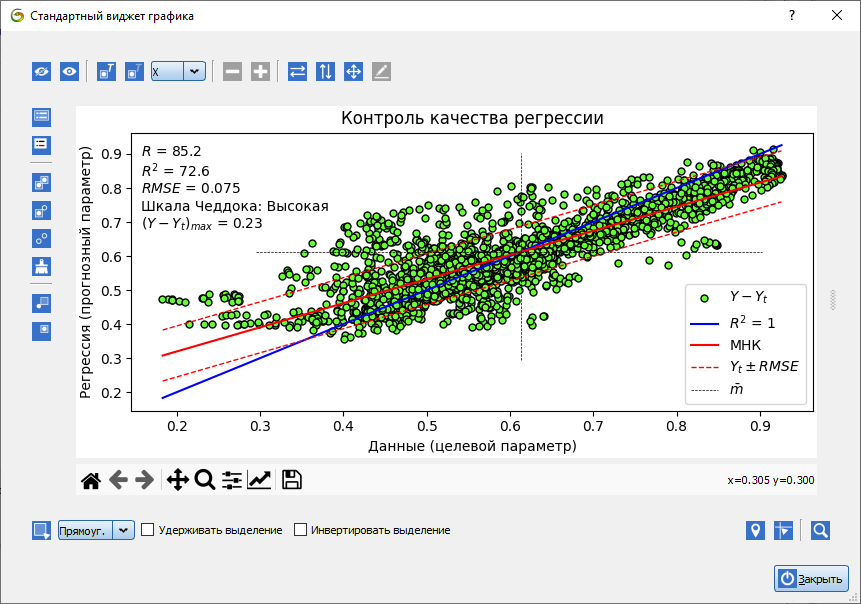 Стандартный виджет графика
?
X
Контроль качества регрессии
R = 85.2
R² = 72.6
RMSE = 0.075
Шкала Чеддока: Высокая
(Y − Yₜ)ₘₐₓ = 0.23
Регрессия (прогнозный параметр)
0.9
0.8
0.7
0.6
0.5
0.4
0.3
0.2
Y − Yₜ
R² = 1
МНК
Yₜ ± RMSE
m̄
0.2 0.3 0.4 0.5 0.6 0.7 0.8 0.9
Данные (целевой параметр)
x=0.305 y=0.300
Прямоуг. Удерживать выделение Инвертировать выделение
Закрыть